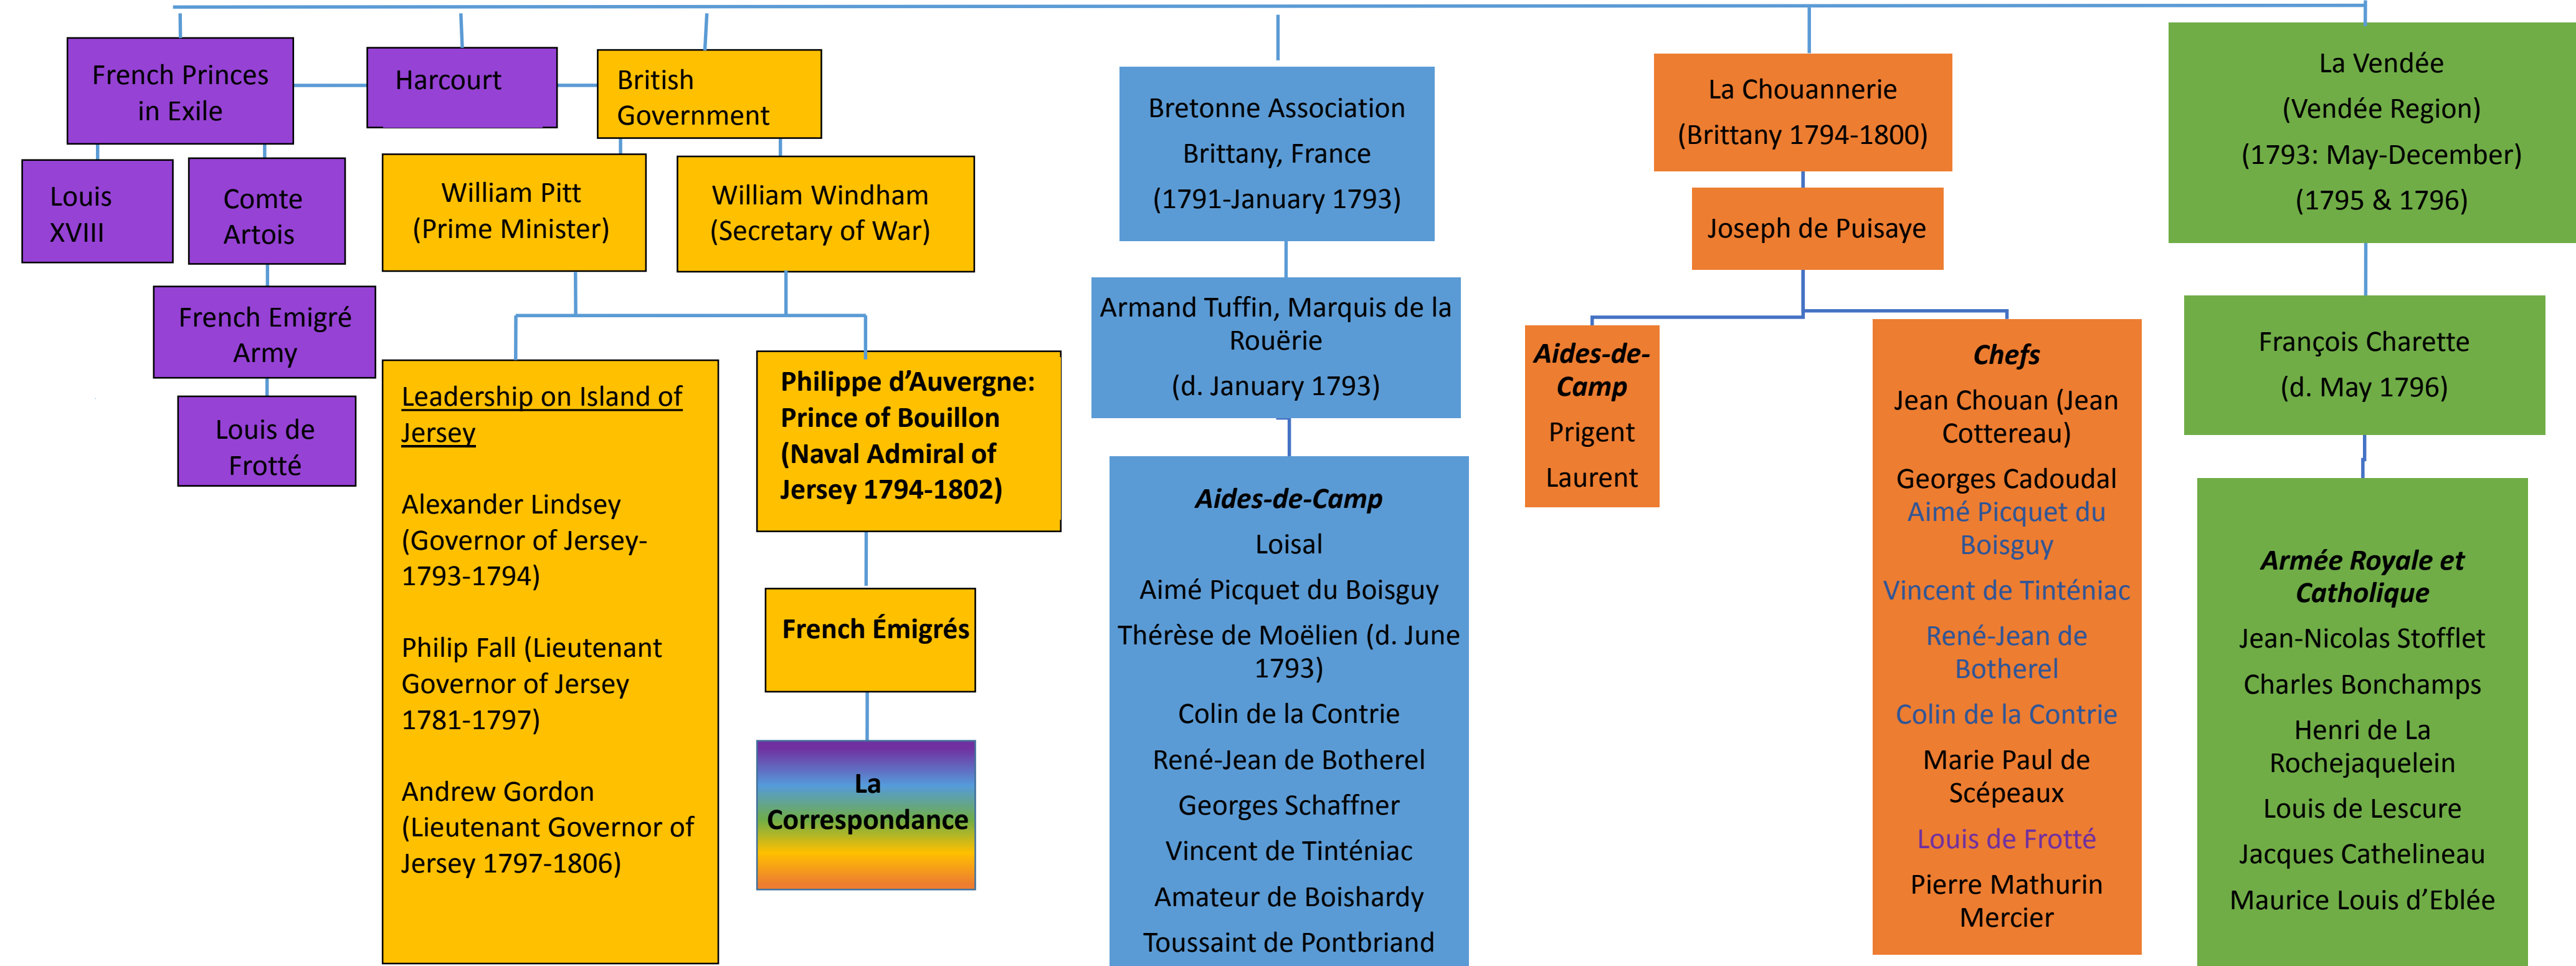 French Princes
in Exile
Harcourt
British
Government
Louis
XVIII
Comte
Artois
French Emigré
Army
Louis de
Frotté
William Pitt
(Prime Minister)
William Windham
(Secretary of War)
Leadership on Island of
Jersey
Alexander Lindsey
(Governor of Jersey-
1793-1794)
Philip Fall (Lieutenant
Governor of Jersey
1781-1797)
Andrew Gordon
(Lieutenant Governor of
Jersey 1797-1806)
Philippe d’Auvergne:
Prince of Bouillon
(Naval Admiral of
Jersey 1794-1802)
French Émigrés
La
Correspondance
Bretonne Association
Brittany, France
(1791-January 1793)
Armand Tuffin, Marquis de la
Rouërie
(d. January 1793)
Aides-de-Camp
Loisal
Aimé Picquet du Boisguy
Thérèse de Moëlien (d. June
1793)
Colin de la Contrie
René-Jean de Botherel
Georges Schaffner
Vincent de Tinténiac
Amateur de Boishardy
Toussaint de Pontbriand
La Chouannerie
(Brittany 1794-1800)
Joseph de Puisaye
Aides-de-
Camp
Prigent
Laurent
Chefs
Jean Chouan (Jean
Cottereau)
Georges Cadoudal
Aimé Picquet du
Boisguy
Vincent de Tinténiac
René-Jean de
Botherel
Colin de la Contrie
Marie Paul de
Scépeaux
Louis de Frotté
Pierre Mathurin
Mercier
La Vendée
(Vendée Region)
(1793: May-December)
(1795 & 1796)
François Charette
(d. May 1796)
Armée Royale et
Catholique
Jean-Nicolas Stofflet
Charles Bonchamps
Henri de La
Rochejaquelein
Louis de Lescure
Jacques Cathelineau
Maurice Louis d’Eblée